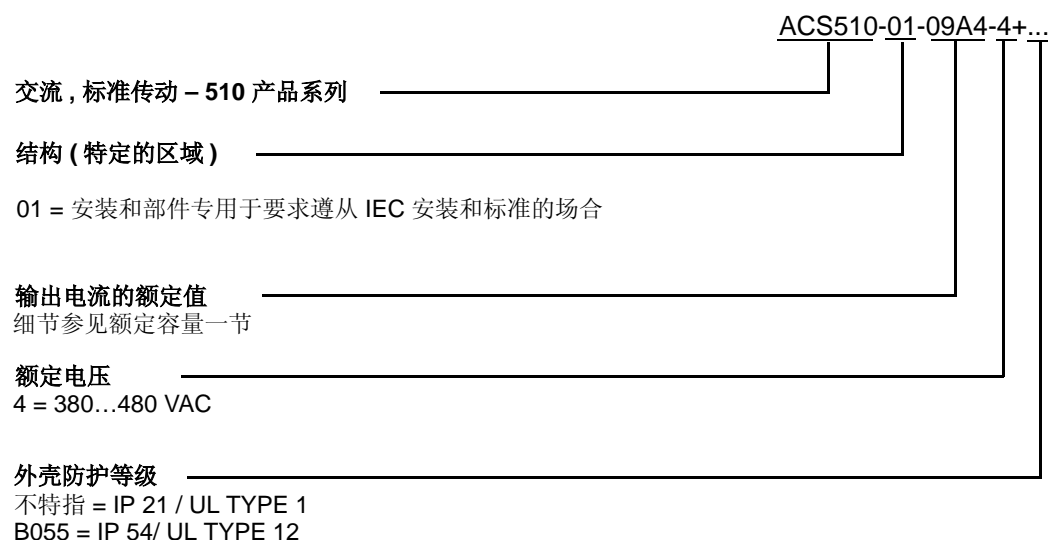 ACS510-01-09A4-4+...
交流 , 标准传动 – 510 产品系列
结构 ( 特定的区域 )
01 = 安装和部件专用于要求遵从 IEC 安装和标准的场合
输出电流的额定值
细节参见额定容量一节
额定电压
4 = 380…480 VAC
外壳防护等级
不特指 = IP 21 / UL TYPE 1
B055 = IP 54/ UL TYPE 12